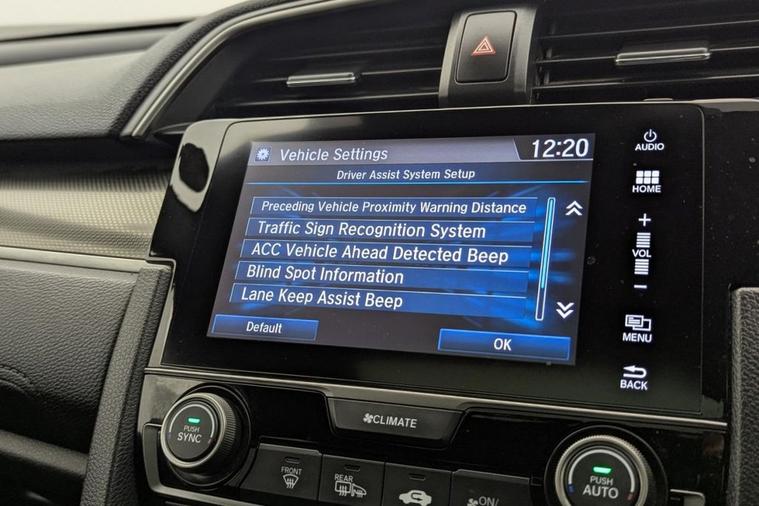 Vehicle Settings
12:20
Driver Assist System Setup
Preceding Vehicle Proximity Warning Distance
Traffic Sign Recognition System
ACC Vehicle Ahead Detected Beep
Blind Spot Information
Lane Keep Assist Beep
Default
OK
AUDIO
HOME
+
VOL
−
MENU
BACK
CLIMATE
PUSH
SYNC
FRONT
REAR
ON/
PUSH
AUTO